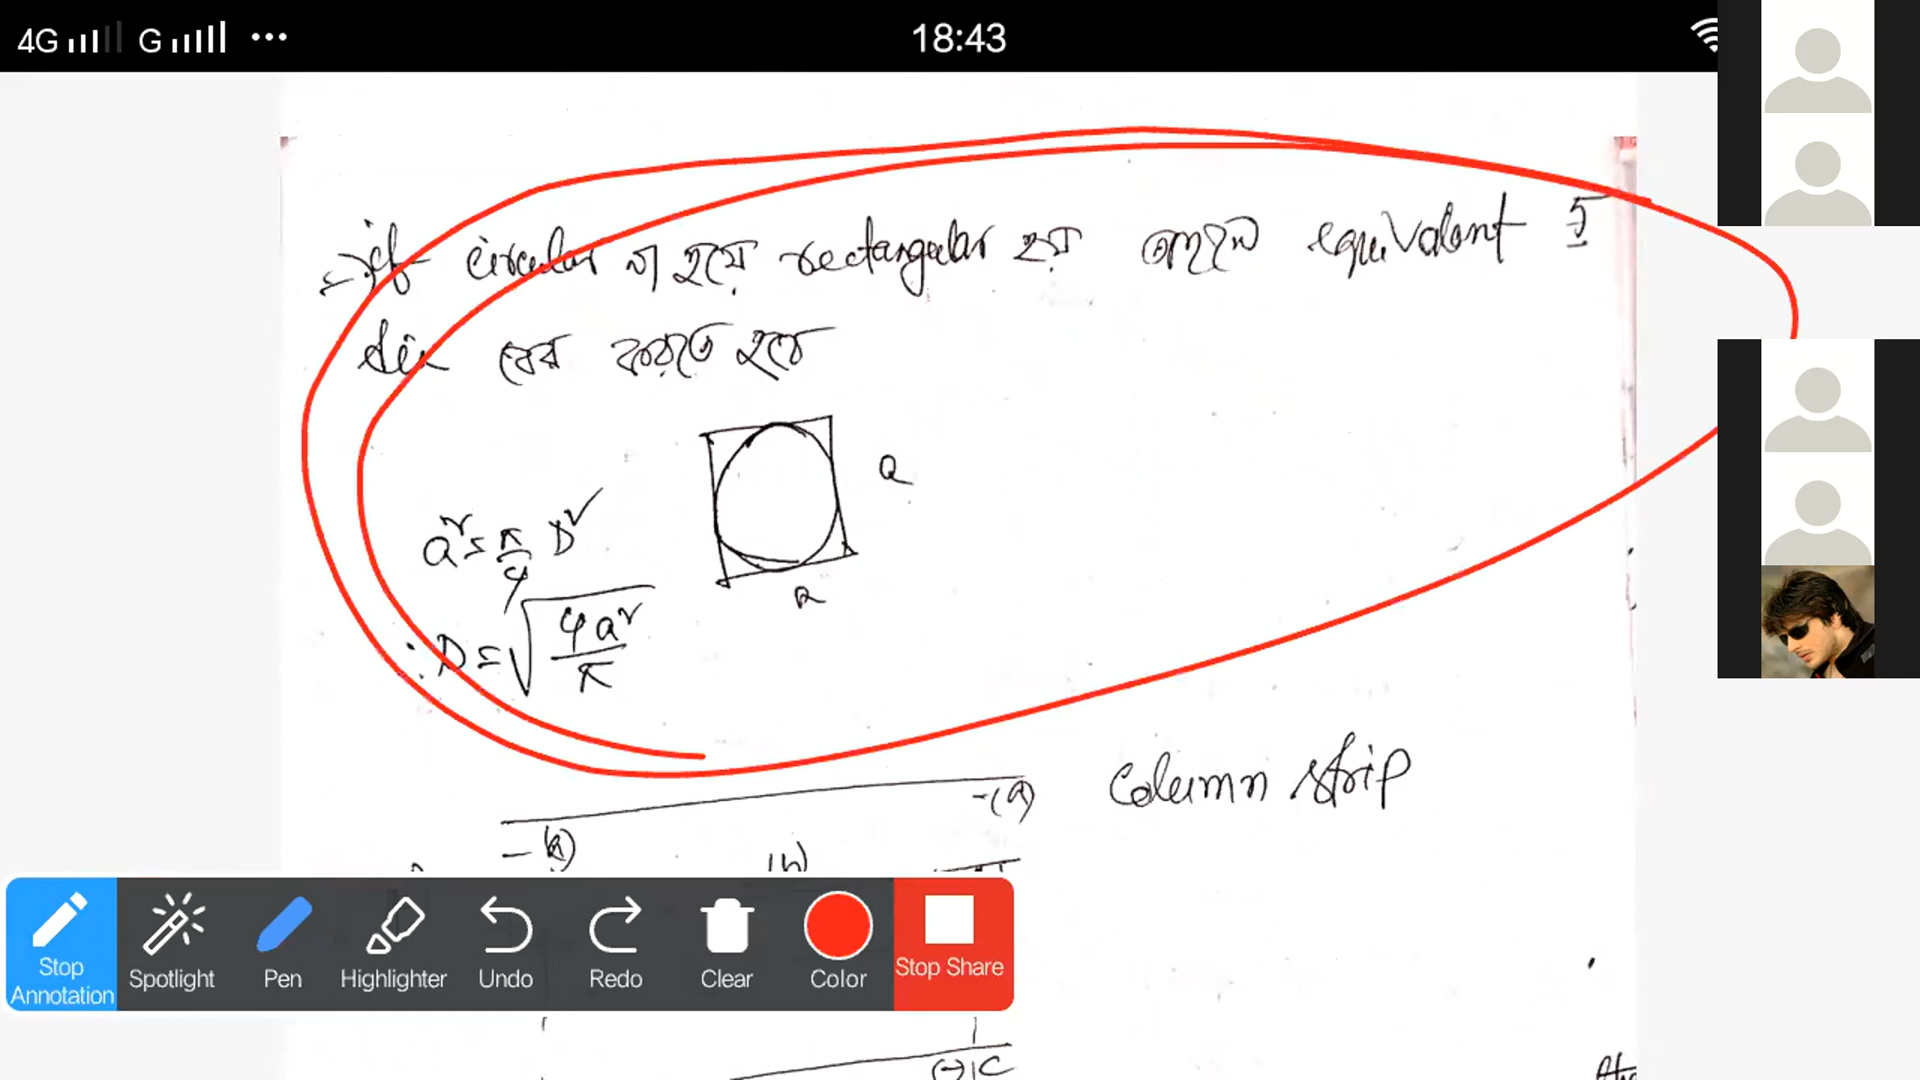 4G G ... 18:43
⇒ if circular না হয়ে rectangular হয় তাহলে equivalent
dia বের করতে হবে
a
a² = π/4 D²
a
∴ D = √(4a²/π)
Column strip
-(a)
Stop Annotation
Spotlight
Pen
Highlighter
Undo
Redo
Clear
Color
Stop Share